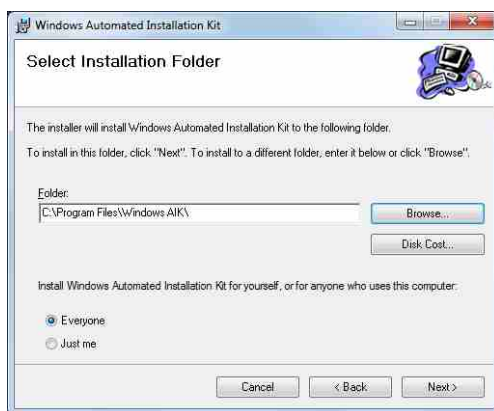 Windows Automated Installation Kit
Select Installation Folder
The installer will install Windows Automated Installation Kit to the following folder.
To install in this folder, click "Next". To install to a different folder, enter it below or click "Browse".
Folder:
C:\Program Files\Windows AIK\
Browse...
Disk Cost...
Install Windows Automated Installation Kit for yourself, or for anyone who uses this computer:
Everyone
Just me
Cancel
< Back
Next >